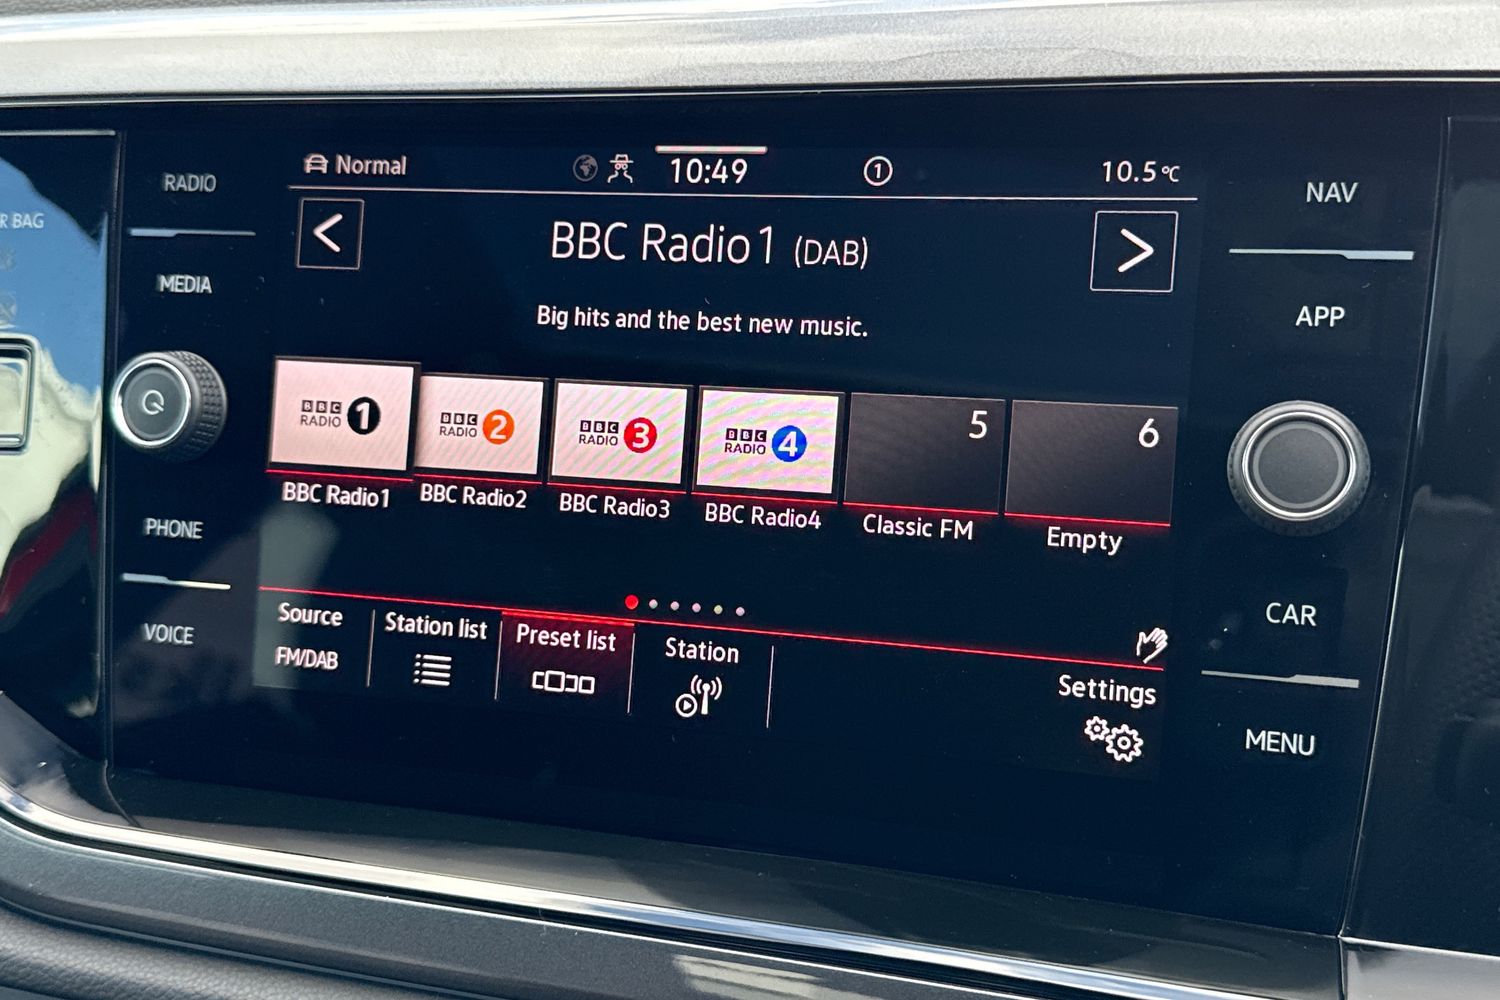 RADIO
R BAG
MEDIA
PHONE
VOICE
Normal
10:49
1
10.5°C
<
BBC Radio1 (DAB)
>
Big hits and the best new music.
BBC RADIO 1
BBC RADIO 2
BBC RADIO 3
BBC RADIO 4
5
6
BBC Radio1
BBC Radio2
BBC Radio3
BBC Radio4
Classic FM
Empty
Source
FM/DAB
Station list
Preset list
Station
Settings
NAV
APP
CAR
MENU